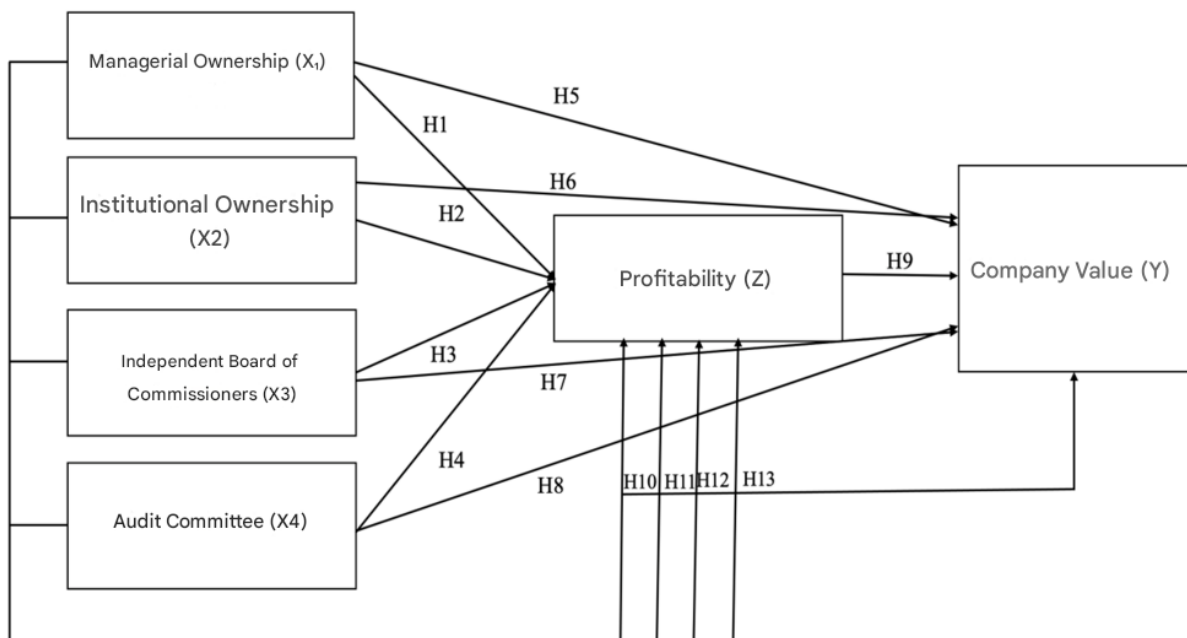 Managerial Ownership (X₁)
H5
H1
Institutional Ownership
(X2)
H6
H2
Profitability (Z)
H9
Company Value (Y)
Independent Board of
Commissioners (X3)
H3
H7
H4
H8
H10
H11
H12
H13
Audit Committee (X4)